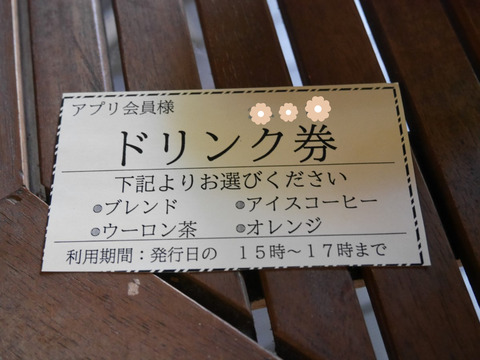 アプリ会員様
ドリンク券
下記よりお選びください
●ブレンド ●アイスコーヒー
●ウーロン茶 ●オレンジ
利用期間：発行日の １５時～１７時まで